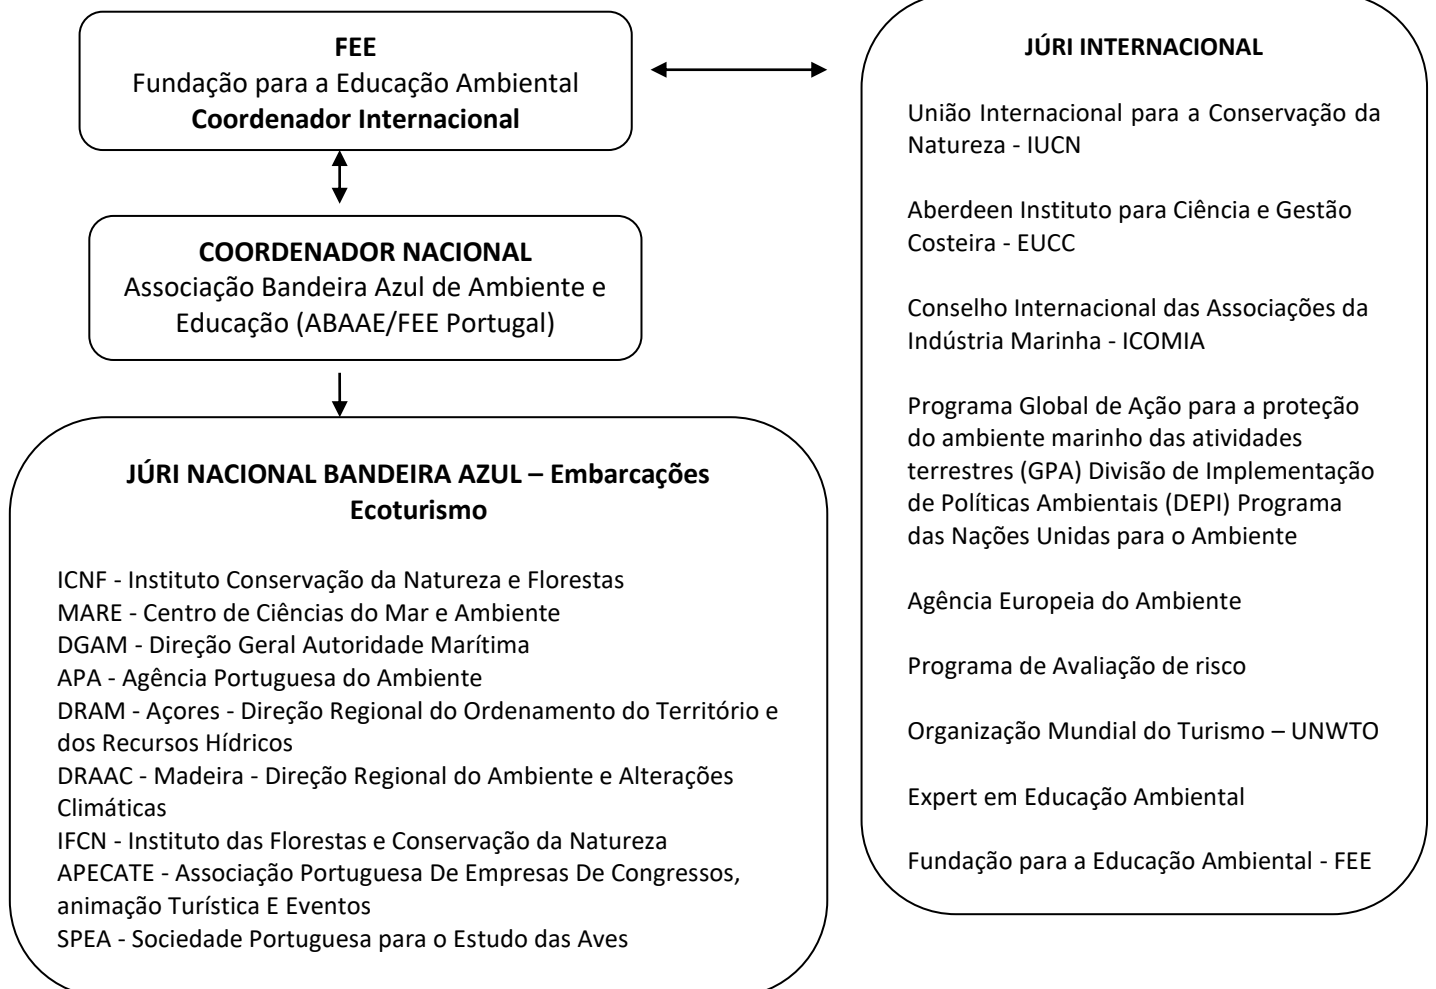 FEE
Fundação para a Educação Ambiental
Coordenador Internacional
COORDENADOR NACIONAL
Associação Bandeira Azul de Ambiente e
Educação (ABAAE/FEE Portugal)
JÚRI NACIONAL BANDEIRA AZUL – Embarcações
Ecoturismo
ICNF - Instituto Conservação da Natureza e Florestas
MARE - Centro de Ciências do Mar e Ambiente
DGAM - Direção Geral Autoridade Marítima
APA - Agência Portuguesa do Ambiente
DRAM - Açores - Direção Regional do Ordenamento do Território e
dos Recursos Hídricos
DRAAC - Madeira - Direção Regional do Ambiente e Alterações
Climáticas
IFCN - Instituto das Florestas e Conservação da Natureza
APECATE - Associação Portuguesa De Empresas De Congressos,
animação Turística E Eventos
SPEA - Sociedade Portuguesa para o Estudo das Aves
JÚRI INTERNACIONAL
União Internacional para a Conservação da
Natureza - IUCN
Aberdeen Instituto para Ciência e Gestão
Costeira - EUCC
Conselho Internacional das Associações da
Indústria Marinha - ICOMIA
Programa Global de Ação para a proteção
do ambiente marinho das atividades
terrestres (GPA) Divisão de Implementação
de Políticas Ambientais (DEPI) Programa
das Nações Unidas para o Ambiente
Agência Europeia do Ambiente
Programa de Avaliação de risco
Organização Mundial do Turismo – UNWTO
Expert em Educação Ambiental
Fundação para a Educação Ambiental - FEE